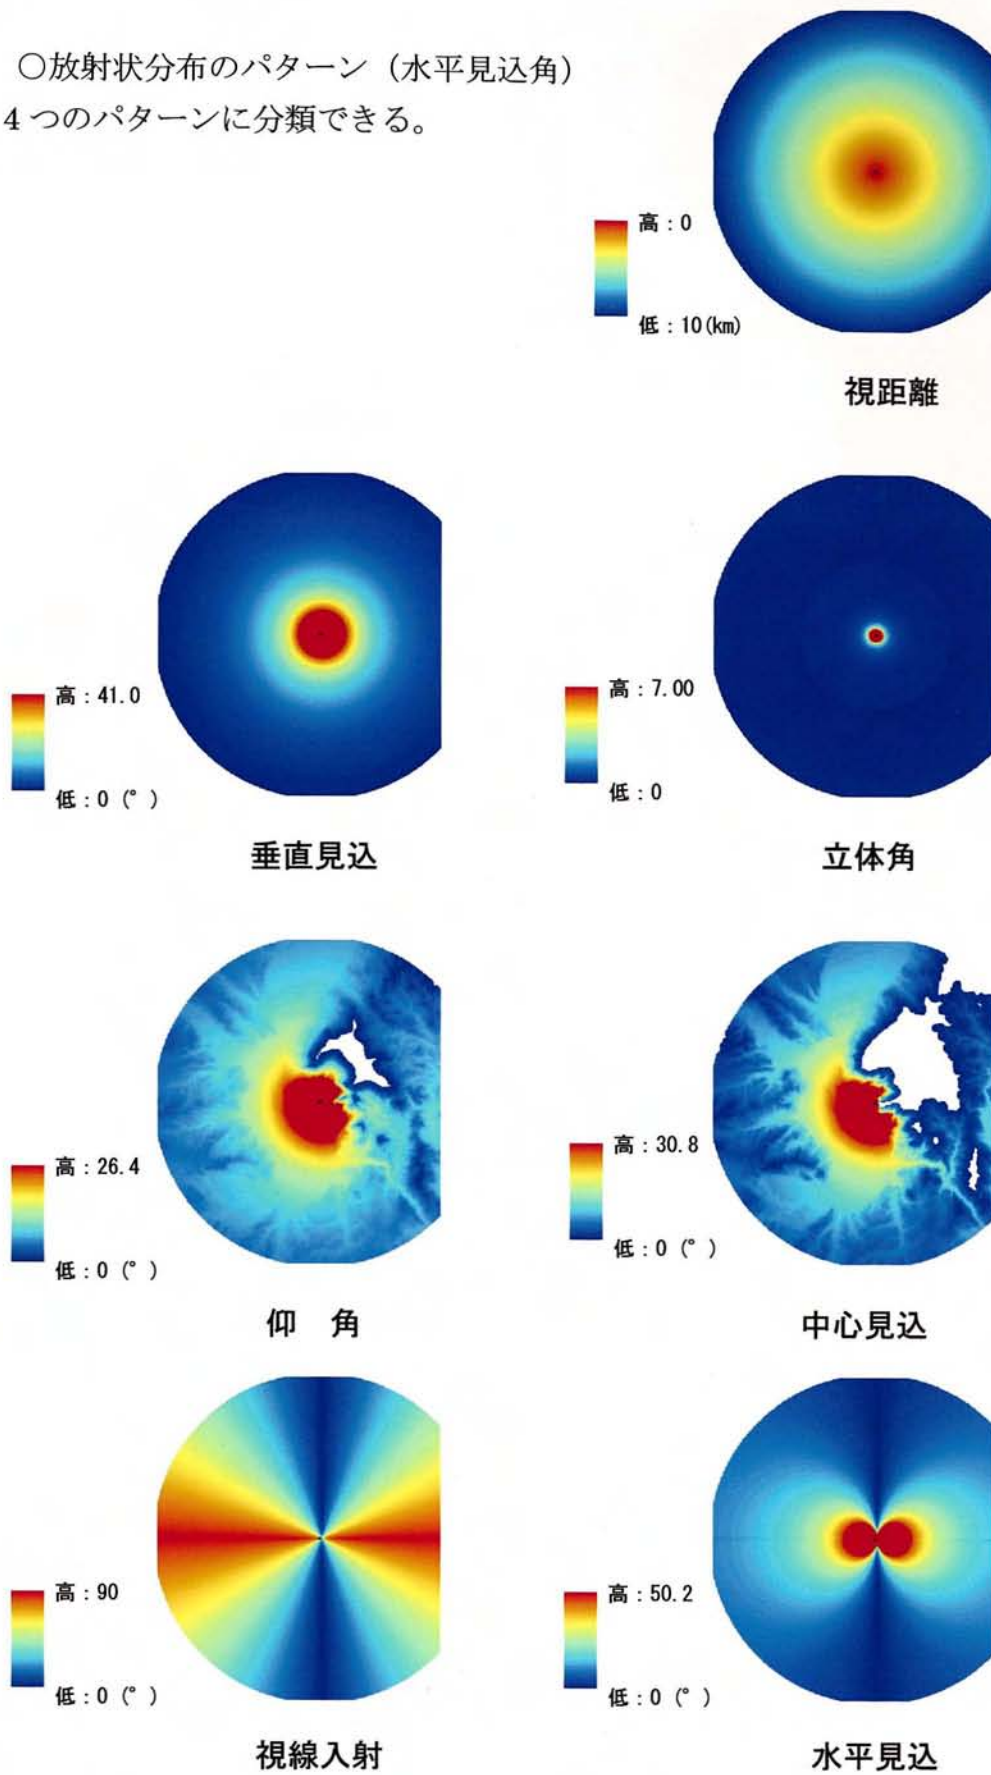 ○放射状分布のパターン（水平見込角）
4つのパターンに分類できる。
高：0
低：10(km)
視距離
高：41.0
低：0（°）
垂直見込
高：7.00
低：0
立体角
高：26.4
低：0（°）
仰　角
高：30.8
低：0（°）
中心見込
高：90
低：0（°）
視線入射
高：50.2
低：0（°）
水平見込